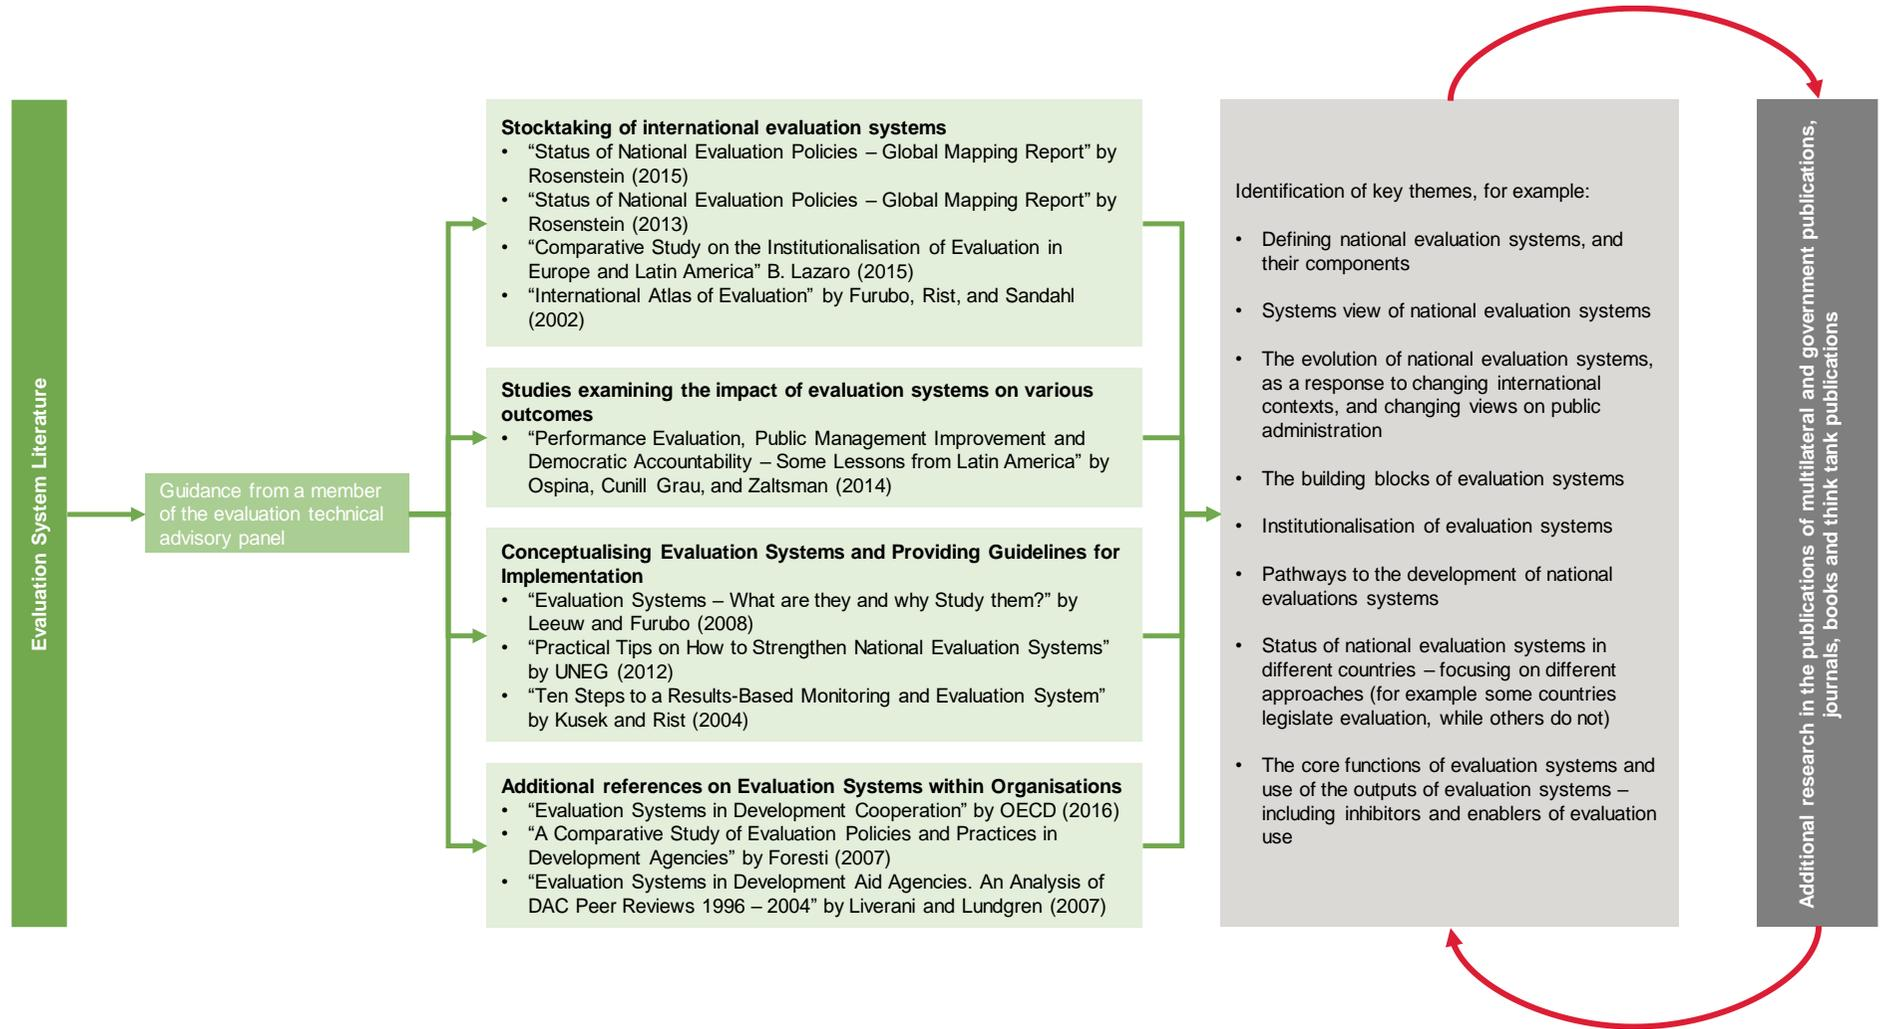 Evaluation System Literature
Guidance from a member
of the evaluation technical
advisory panel
Stocktaking of international evaluation systems
• “Status of National Evaluation Policies – Global Mapping Report” by
Rosenstein (2015)
• “Status of National Evaluation Policies – Global Mapping Report” by
Rosenstein (2013)
• “Comparative Study on the Institutionalisation of Evaluation in
Europe and Latin America” B. Lazaro (2015)
• “International Atlas of Evaluation” by Furubo, Rist, and Sandahl
(2002)
Studies examining the impact of evaluation systems on various
outcomes
• “Performance Evaluation, Public Management Improvement and
Democratic Accountability – Some Lessons from Latin America” by
Ospina, Cunill Grau, and Zaltsman (2014)
Conceptualising Evaluation Systems and Providing Guidelines for
Implementation
• “Evaluation Systems – What are they and why Study them?” by
Leeuw and Furubo (2008)
• “Practical Tips on How to Strengthen National Evaluation Systems”
by UNEG (2012)
• “Ten Steps to a Results-Based Monitoring and Evaluation System”
by Kusek and Rist (2004)
Additional references on Evaluation Systems within Organisations
• “Evaluation Systems in Development Cooperation” by OECD (2016)
• “A Comparative Study of Evaluation Policies and Practices in
Development Agencies” by Foresti (2007)
• “Evaluation Systems in Development Aid Agencies. An Analysis of
DAC Peer Reviews 1996 – 2004” by Liverani and Lundgren (2007)
Identification of key themes, for example:
• Defining national evaluation systems, and
their components
• Systems view of national evaluation systems
• The evolution of national evaluation systems,
as a response to changing international
contexts, and changing views on public
administration
• The building blocks of evaluation systems
• Institutionalisation of evaluation systems
• Pathways to the development of national
evaluations systems
• Status of national evaluation systems in
different countries – focusing on different
approaches (for example some countries
legislate evaluation, while others do not)
• The core functions of evaluation systems and
use of the outputs of evaluation systems –
including inhibitors and enablers of evaluation
use
Additional research in the publications of multilateral and government publications,
journals, books and think tank publications